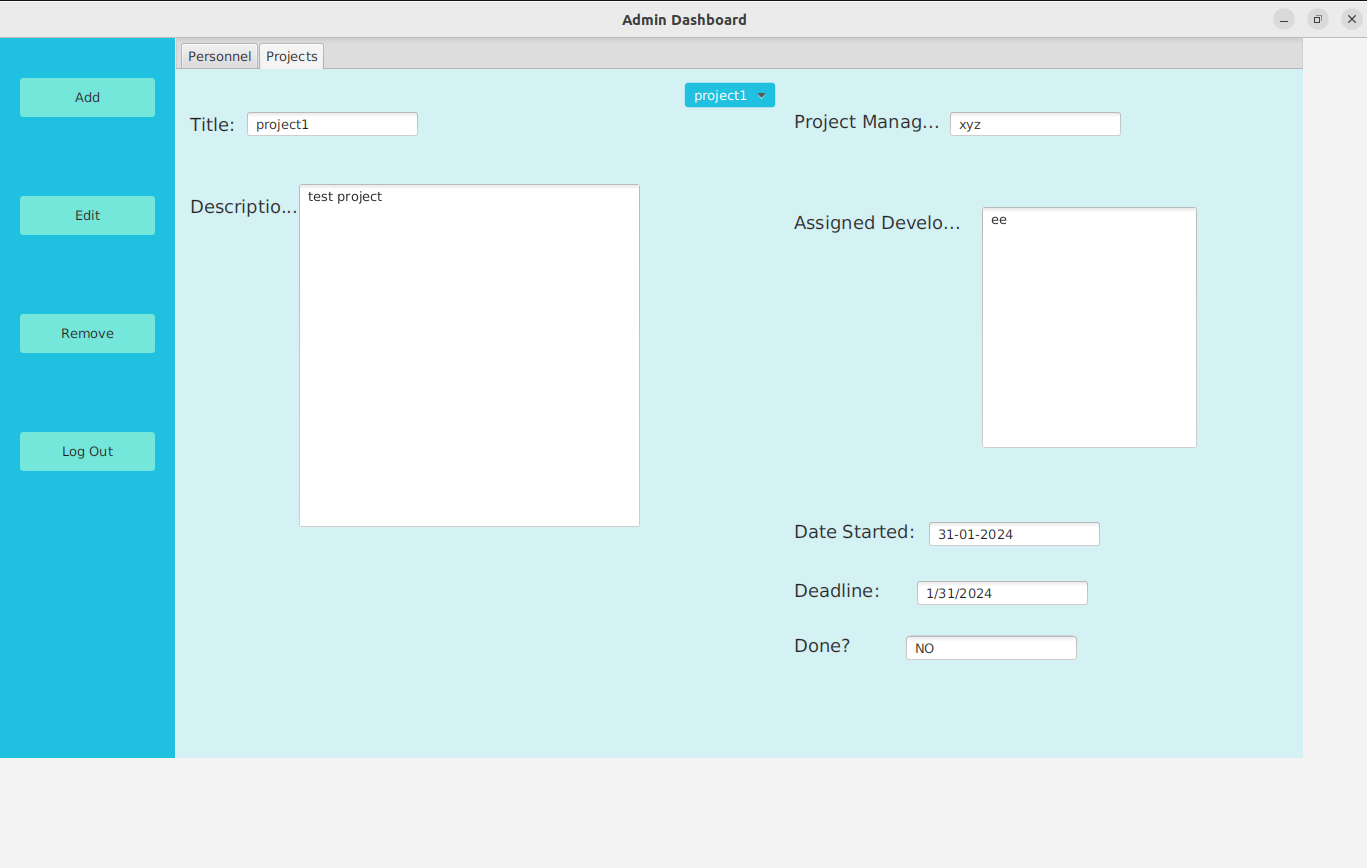 Admin Dashboard
Personnel
Projects
Add
Edit
Remove
Log Out
project1
Title:
project1
Project Manag...
xyz
Descriptio...
test project
Assigned Develo...
ee
Date Started:
31-01-2024
Deadline:
1/31/2024
Done?
NO